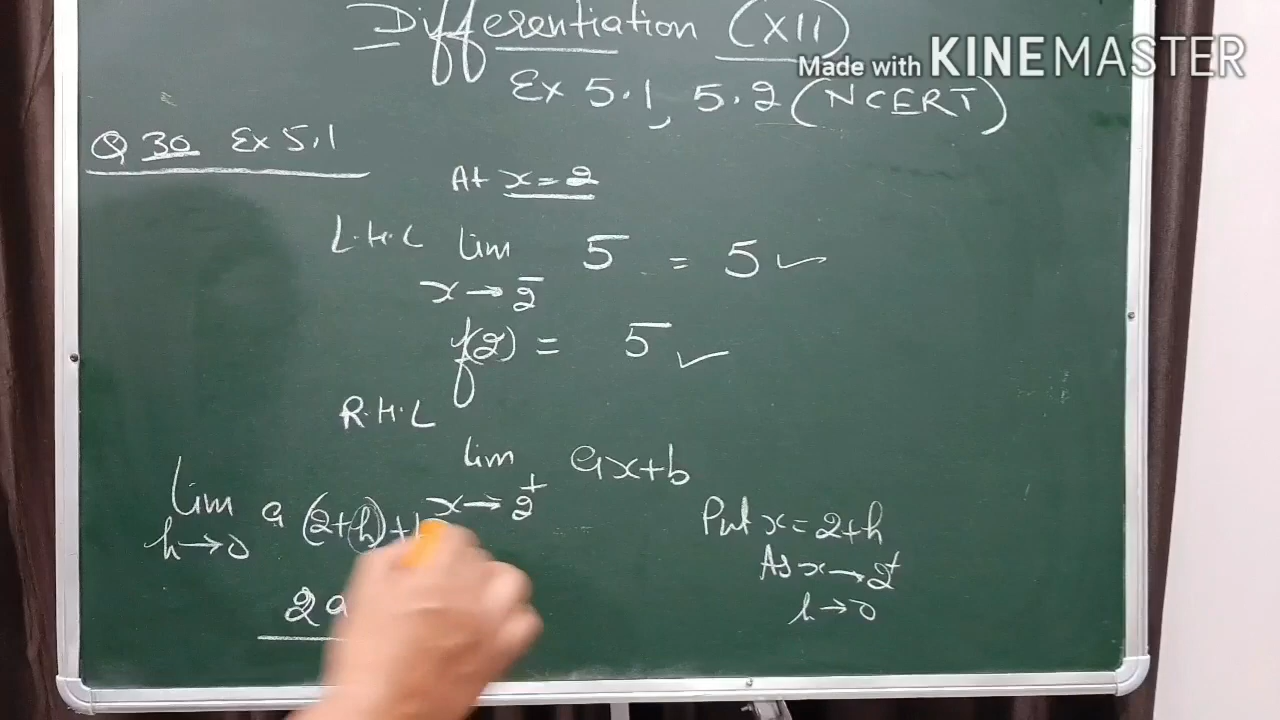 Differentiation (XII)
Made with KINEMASTER
Ex 5.1, 5.2 (NCERT)
Q 30 Ex 5.1
At x = 2
L.H.L lim 5 = 5 ✓
x → 2⁻
f(2) = 5 ✓
R.H.L
lim ax+b
x → 2⁺
lim a (2+h) +
h → 0
2a
Put x = 2+h
As x → 2⁺
h → 0